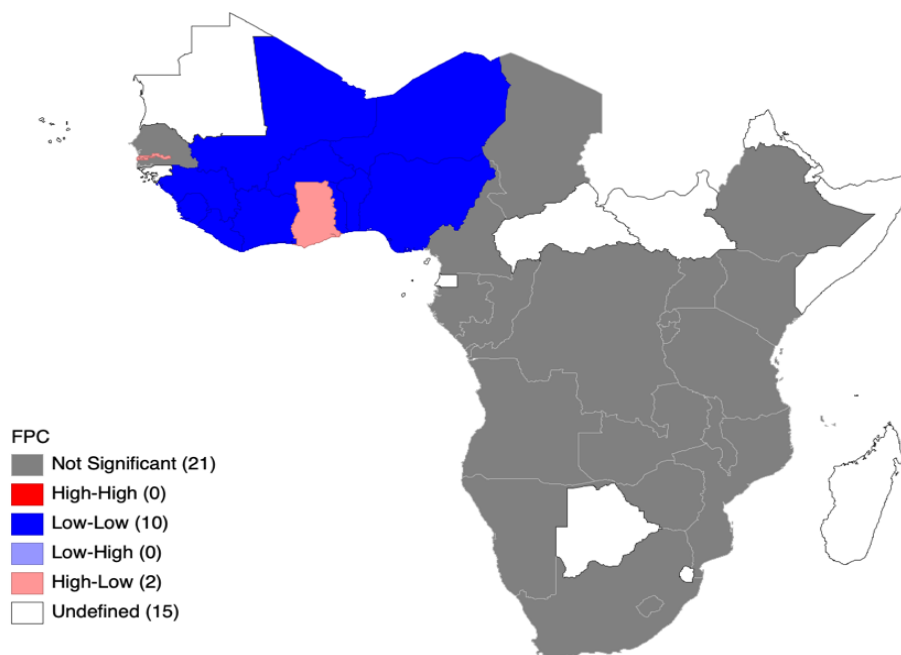 FPC
Not Significant (21)
High-High (0)
Low-Low (10)
Low-High (0)
High-Low (2)
Undefined (15)